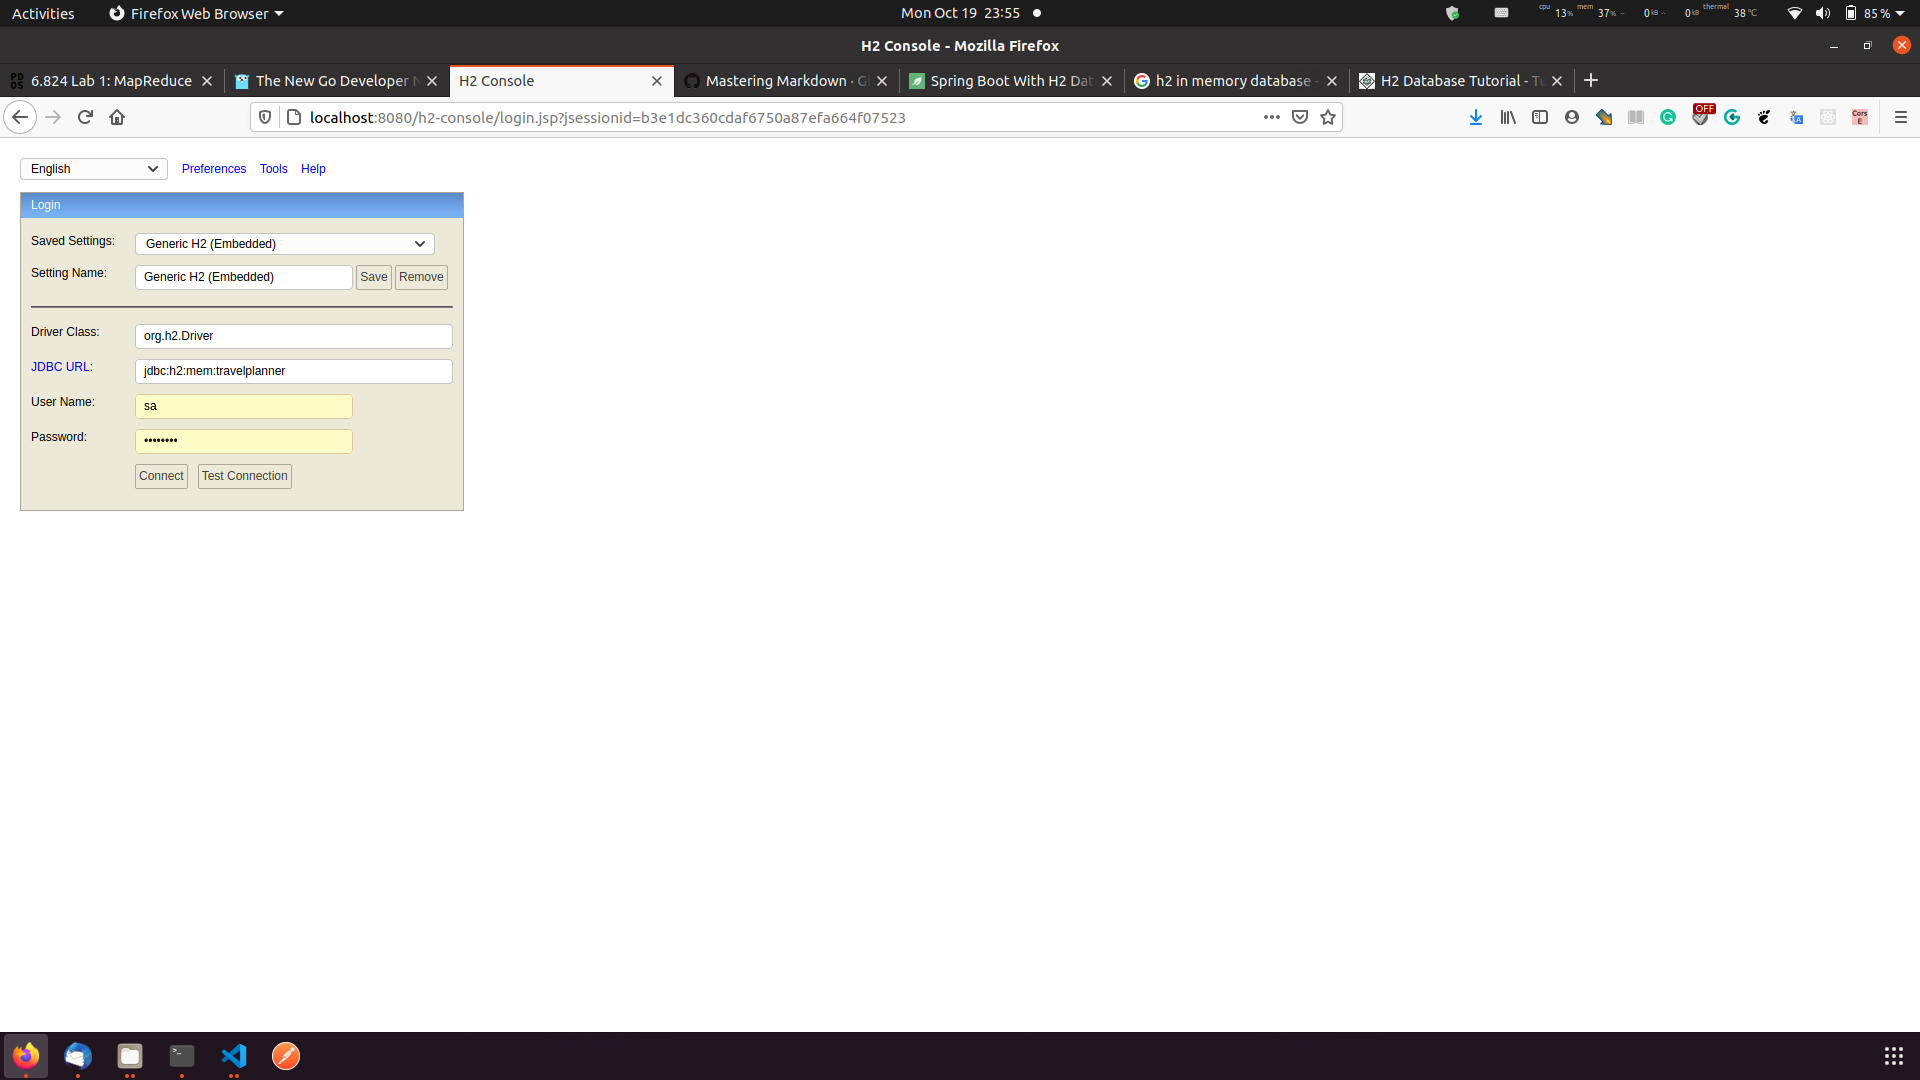 Activities Firefox Web Browser Mon Oct 19 23:55 cpu 13% mem 37% 0 kB 0 kB thermal 38 °C 85 %
H2 Console - Mozilla Firefox
6.824 Lab 1: MapReduce The New Go Developer N H2 Console Mastering Markdown · G Spring Boot With H2 Dat h2 in memory database - H2 Database Tutorial - Tu
localhost:8080/h2-console/login.jsp?jsessionid=b3e1dc360cdaf6750a87efa664f07523 OFF Cors E
English Preferences Tools Help
Login
Saved Settings: Generic H2 (Embedded)
Setting Name: Generic H2 (Embedded) Save Remove
Driver Class: org.h2.Driver
JDBC URL: jdbc:h2:mem:travelplanner
User Name: sa
Password: ••••••••
Connect Test Connection